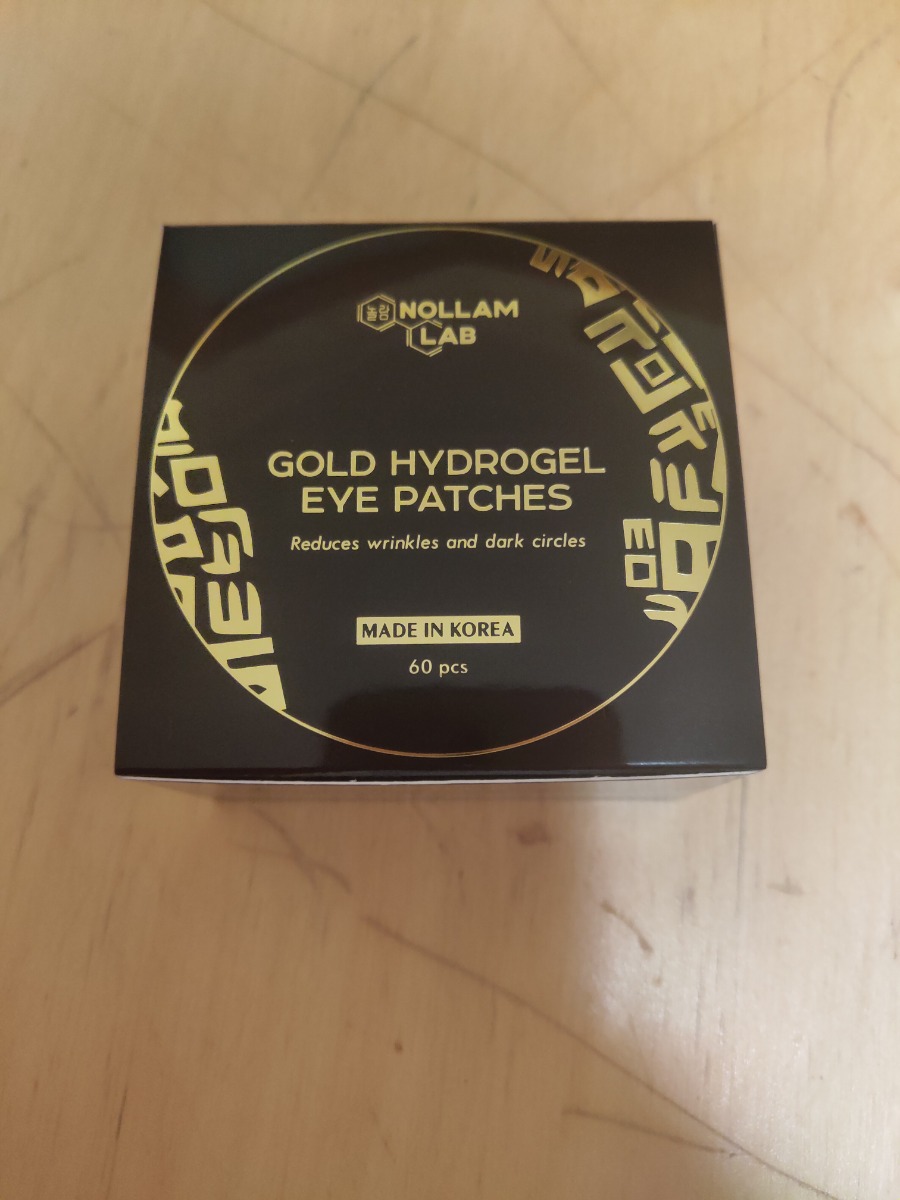 NOLLAM
LAB
GOLD HYDROGEL
EYE PATCHES
Reduces wrinkles and dark circles
MADE IN KOREA
60 pcs